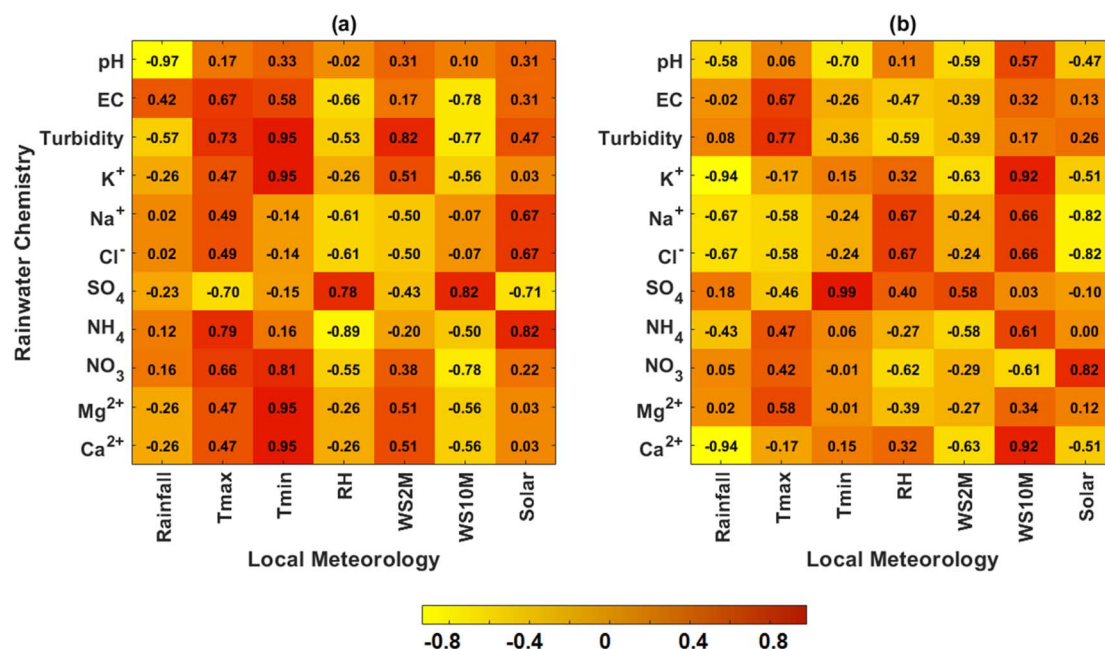 (a) (b)
pH -0.97 0.17 0.33 -0.02 0.31 0.10 0.31 pH -0.58 0.06 -0.70 0.11 -0.59 0.57 -0.47
EC 0.42 0.67 0.58 -0.66 0.17 -0.78 0.31 EC -0.02 0.67 -0.26 -0.47 -0.39 0.32 0.13
Turbidity -0.57 0.73 0.95 -0.53 0.82 -0.77 0.47 Turbidity 0.08 0.77 -0.36 -0.59 -0.39 0.17 0.26
K+ -0.26 0.47 0.95 -0.26 0.51 -0.56 0.03 K+ -0.94 -0.17 0.15 0.32 -0.63 0.92 -0.51
Na+ 0.02 0.49 -0.14 -0.61 -0.50 -0.07 0.67 Na+ -0.67 -0.58 -0.24 0.67 -0.24 0.66 -0.82
Cl- 0.02 0.49 -0.14 -0.61 -0.50 -0.07 0.67 Cl- -0.67 -0.58 -0.24 0.67 -0.24 0.66 -0.82
SO4 -0.23 -0.70 -0.15 0.78 -0.43 0.82 -0.71 SO4 0.18 -0.46 0.99 0.40 0.58 0.03 -0.10
NH4 0.12 0.79 0.16 -0.89 -0.20 -0.50 0.82 NH4 -0.43 0.47 0.06 -0.27 -0.58 0.61 0.00
NO3 0.16 0.66 0.81 -0.55 0.38 -0.78 0.22 NO3 0.05 0.42 -0.01 -0.62 -0.29 -0.61 0.82
Mg2+ -0.26 0.47 0.95 -0.26 0.51 -0.56 0.03 Mg2+ 0.02 0.58 -0.01 -0.39 -0.27 0.34 0.12
Ca2+ -0.26 0.47 0.95 -0.26 0.51 -0.56 0.03 Ca2+ -0.94 -0.17 0.15 0.32 -0.63 0.92 -0.51
Rainwater Chemistry
Rainfall Tmax Tmin RH WS2M WS10M Solar Rainfall Tmax Tmin RH WS2M WS10M Solar
Local Meteorology Local Meteorology
-0.8 -0.4 0 0.4 0.8